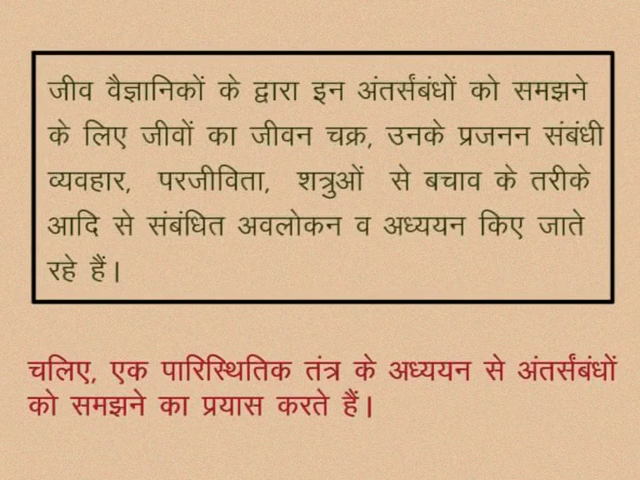 जीव वैज्ञानिकों के द्वारा इन अंतर्संबंधों को समझने
के लिए जीवों का जीवन चक्र, उनके प्रजनन संबंधी
व्यवहार, परजीविता, शत्रुओं से बचाव के तरीके
आदि से संबंधित अवलोकन व अध्ययन किए जाते
रहे हैं।
चलिए, एक पारिस्थितिक तंत्र के अध्ययन से अंतर्संबंधों
को समझने का प्रयास करते हैं।